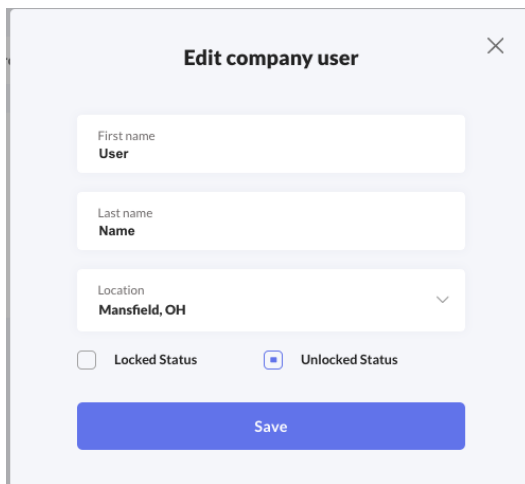 Edit company user
First name
User
Last name
Name
Location
Mansfield, OH
Locked Status
Unlocked Status
Save